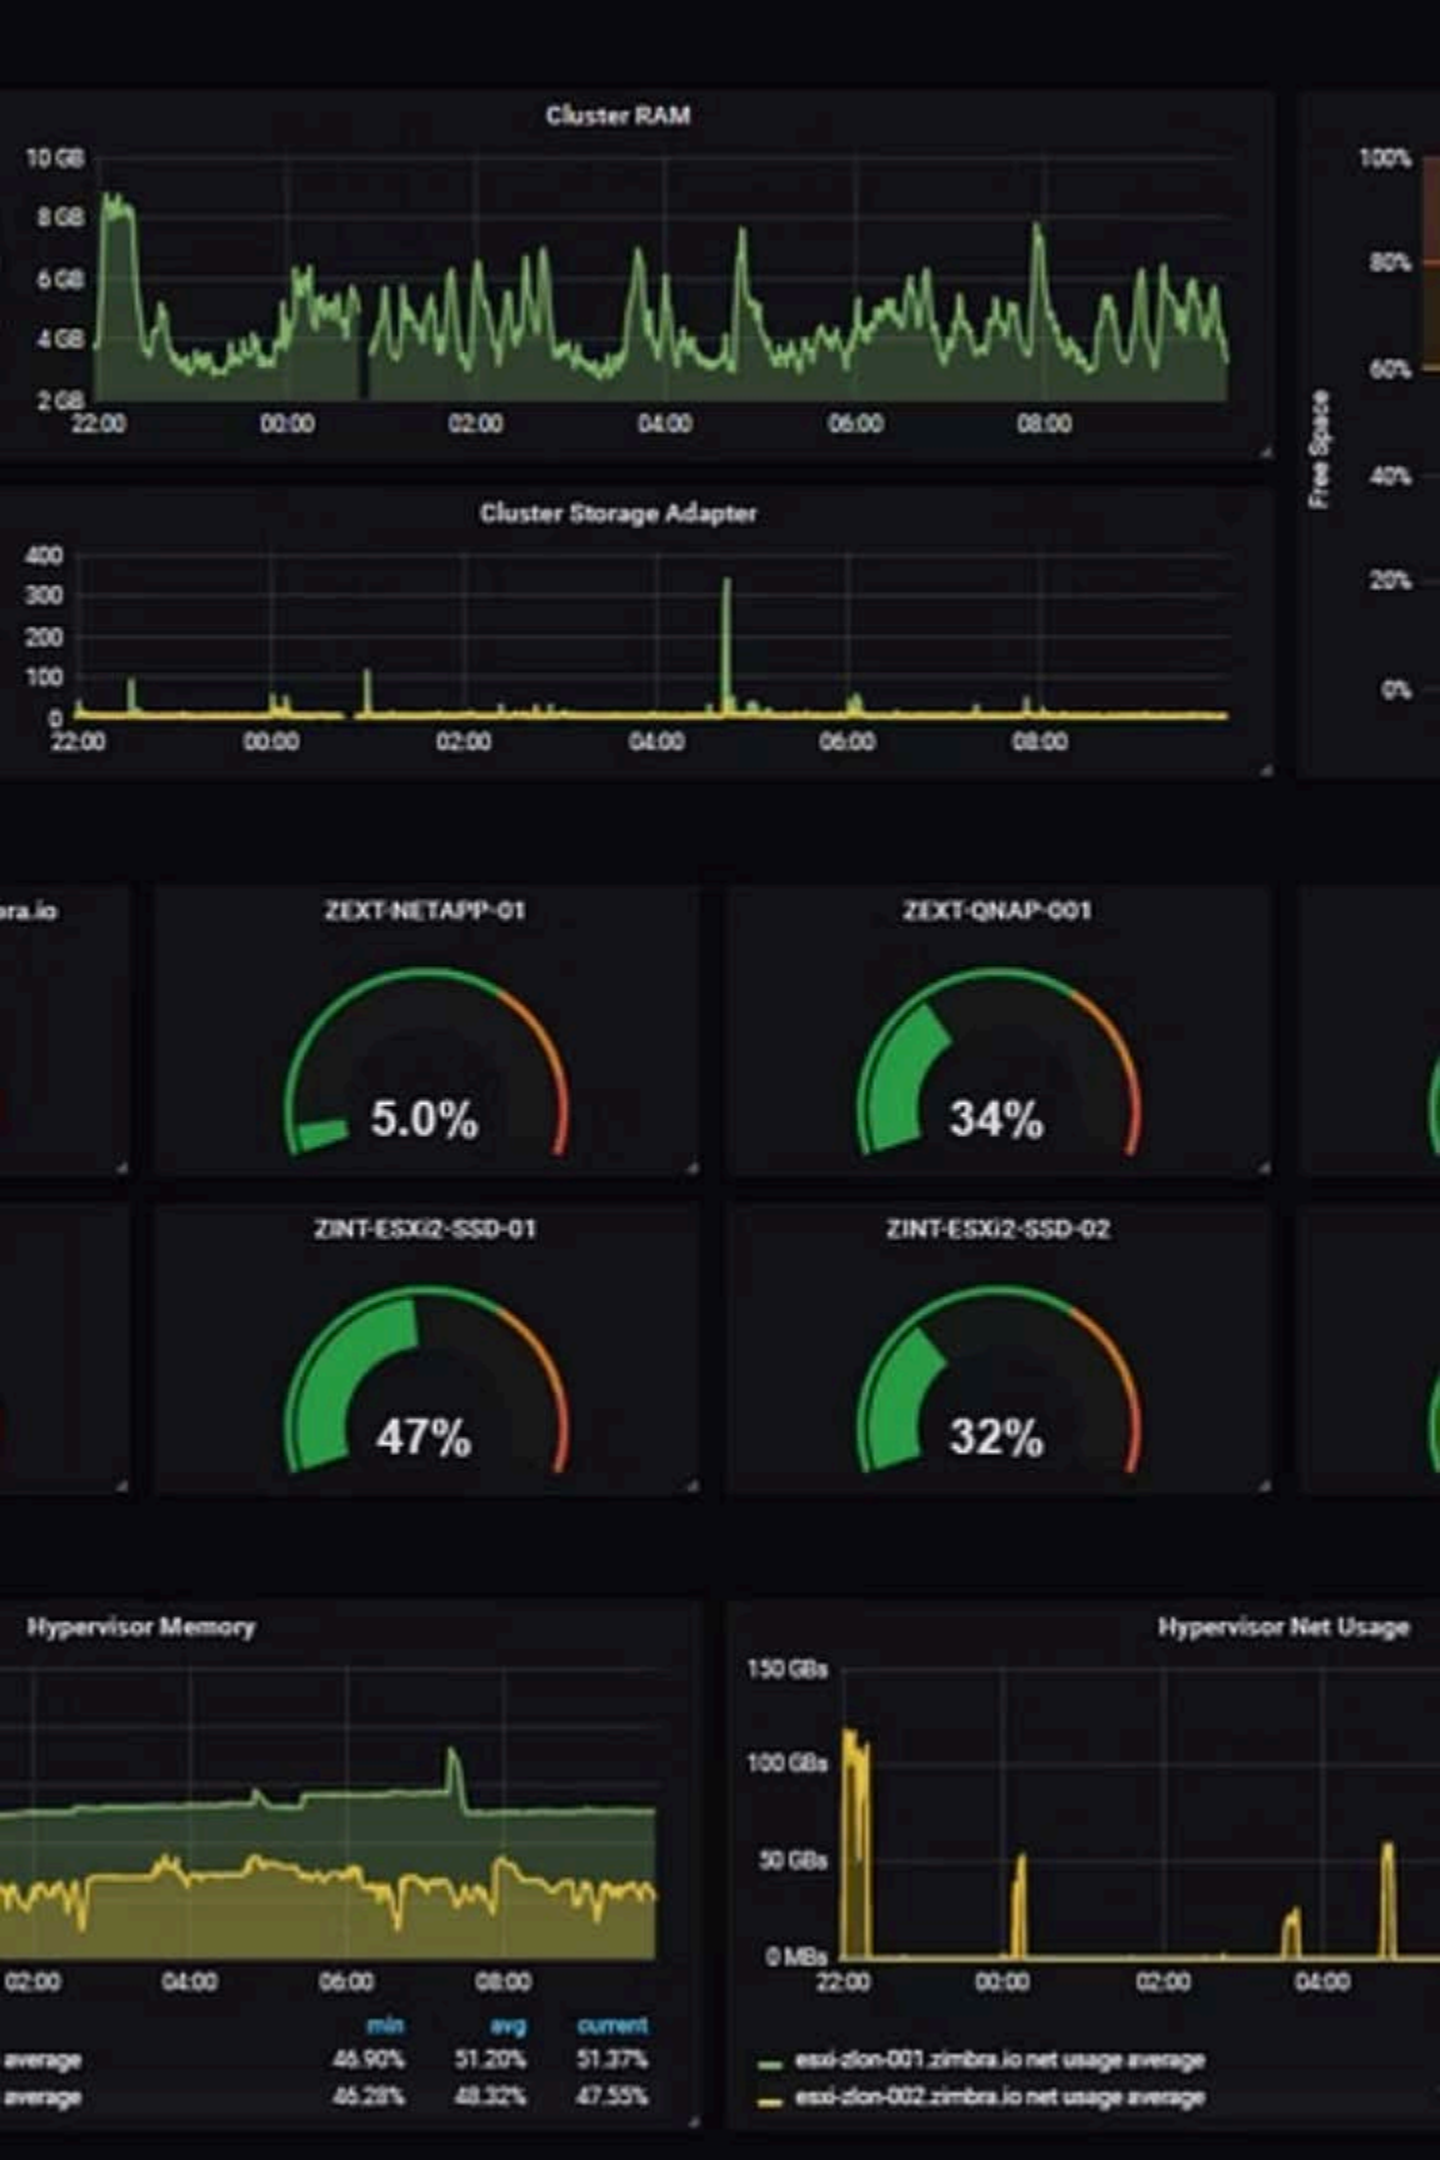 Cluster RAM
10 GB
8 GB
6 GB
4 GB
2 GB
22:00 00:00 02:00 04:00 06:00 08:00
100%
80%
60%
40%
20%
0%
Free Space
Cluster Storage Adapter
400
300
200
100
0
22:00 00:00 02:00 04:00 06:00 08:00
ora.io
ZEXT-NETAPP-01
ZEXT-QNAP-001
5.0%
34%
ZINT-ESXi2-SSD-01
ZINT-ESXi2-SSD-02
47%
32%
Hypervisor Memory
02:00 04:00 06:00 08:00
min avg current
average 46.90% 51.20% 51.37%
average 46.28% 48.32% 47.55%
Hypervisor Net Usage
150 GBs
100 GBs
50 GBs
0 MBs
22:00 00:00 02:00 04:00
esxi-zlon-001.zimbra.io net usage average
esxi-zlon-002.zimbra.io net usage average